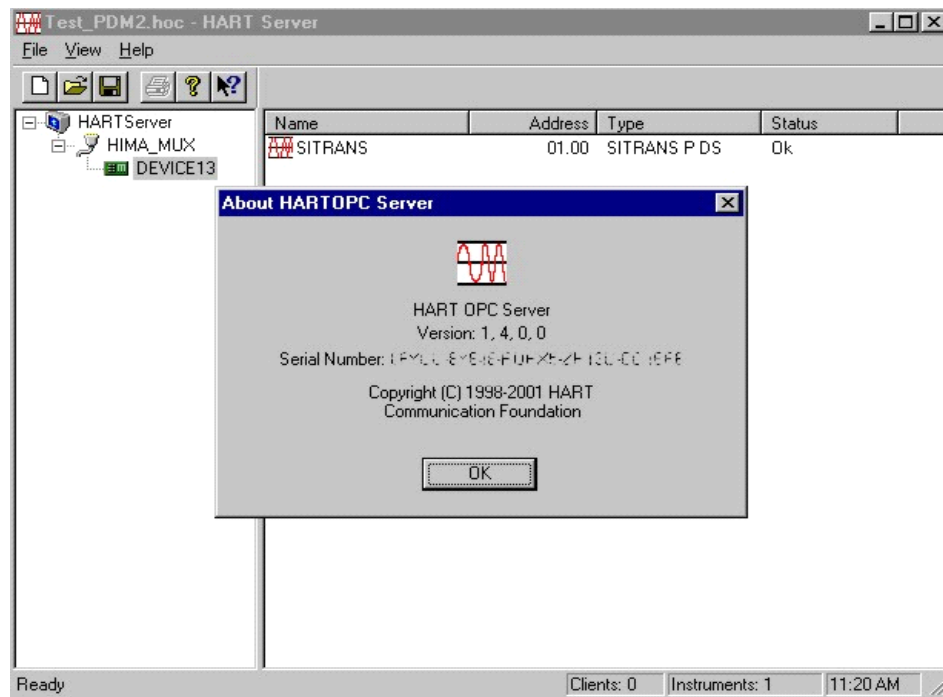 Test_PDM2.hoc - HART Server
File View Help
HARTServer
HIMA_MUX
DEVICE13
Name Address Type Status
SITRANS 01.00 SITRANS P DS Ok
About HARTOPC Server
HART OPC Server
Version: 1, 4, 0, 0
Serial Number:
Copyright (C) 1998-2001 HART
Communication Foundation
OK
Ready Clients: 0 Instruments: 1 11:20 AM